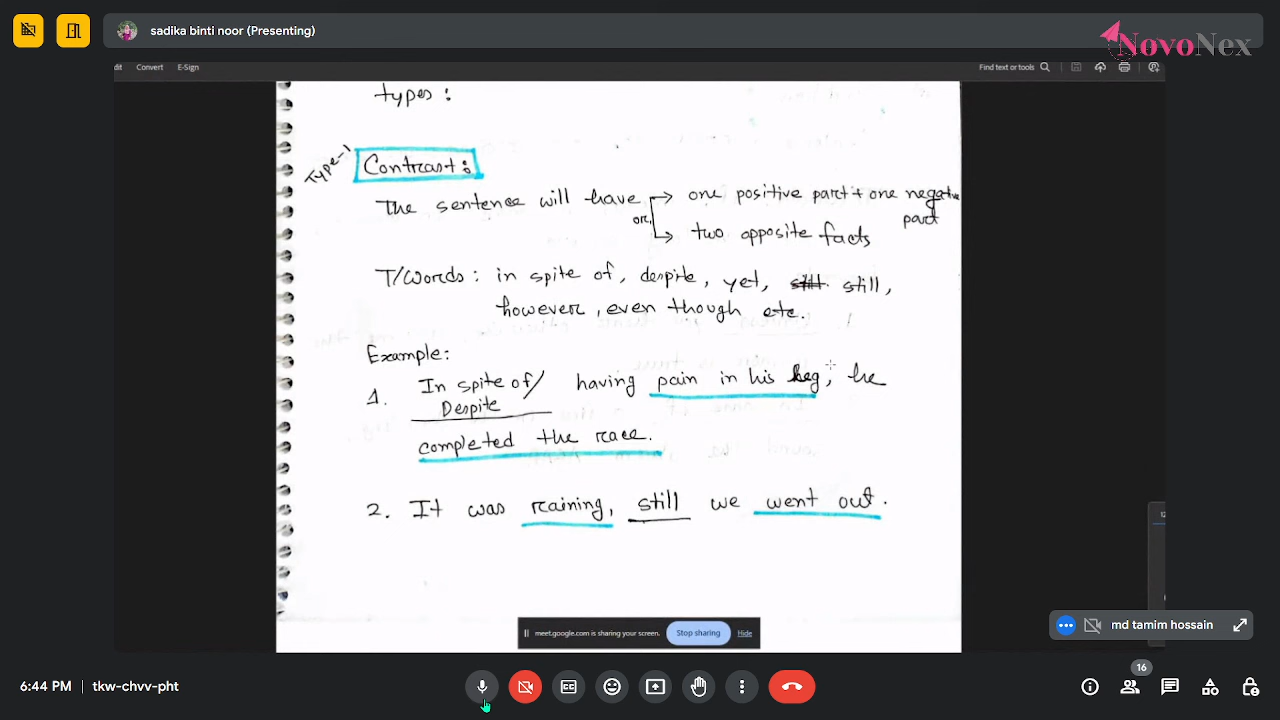 sadika binti noor (Presenting)
NovoNex
dit Convert E-Sign Find text or tools
types :
Type-1 Contrast :
The sentence will have → one positive part + one negative part
or,
→ two opposite facts
T/Words : in spite of, despite, yet, still still,
however, even though etc.
Example:
1. In spite of/ Despite having pain in his leg, he
completed the race.
2. It was raining, still we went out.
meet.google.com is sharing your screen. Stop sharing Hide
md tamim hossain
16
6:44 PM | tkw-chvv-pht